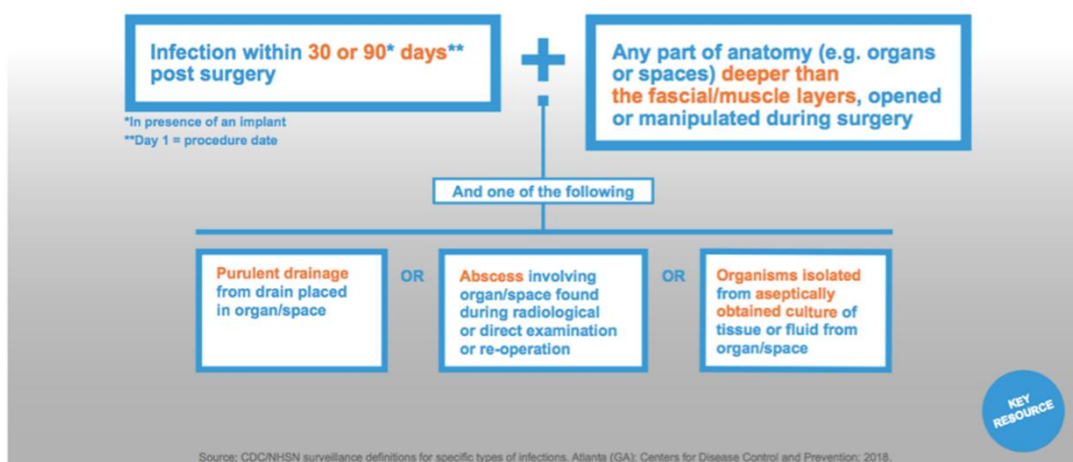 Infection within 30 or 90* days**
post surgery
*In presence of an implant
**Day 1 = procedure date
+
Any part of anatomy (e.g. organs
or spaces) deeper than
the fascial/muscle layers, opened
or manipulated during surgery
And one of the following
Purulent drainage
from drain placed
in organ/space
OR
Abscess involving
organ/space found
during radiological
or direct examination
or re-operation
OR
Organisms isolated
from aseptically
obtained culture of
tissue or fluid from
organ/space
KEY
RESOURCE
Source: CDC/NHSN surveillance definitions for specific types of infections. Atlanta (GA): Centers for Disease Control and Prevention; 2018.